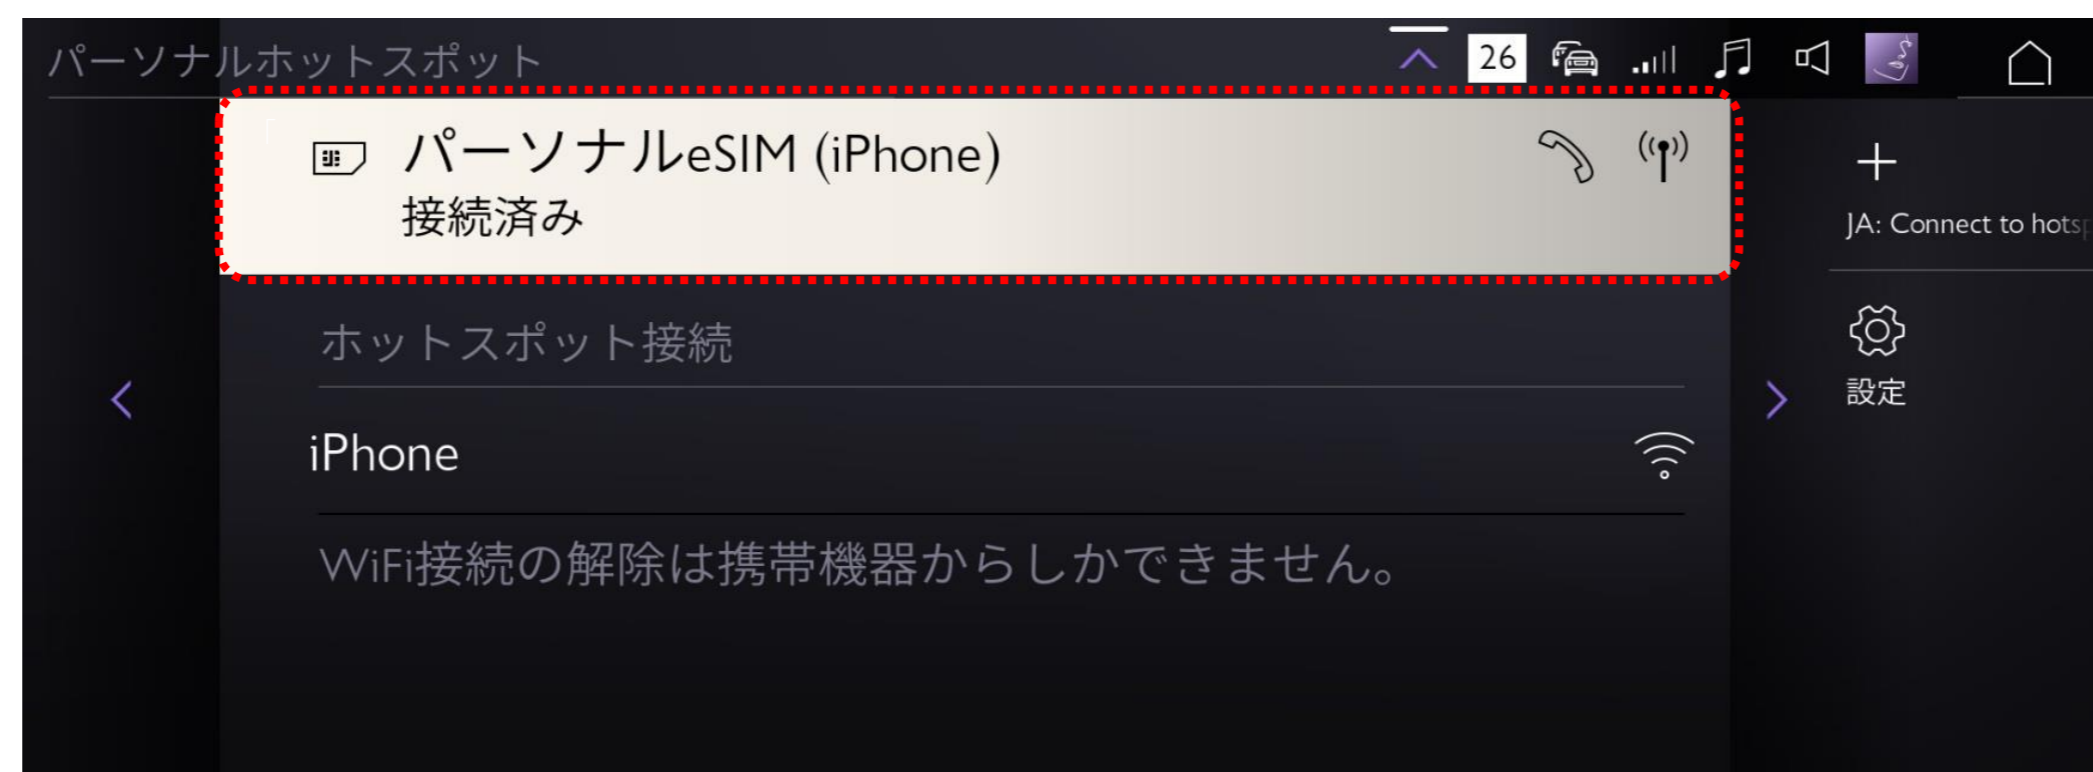 パーソナルホットスポット
26
パーソナルeSIM (iPhone)
接続済み
JA: Connect to hots
ホットスポット接続
設定
iPhone
WiFi接続の解除は携帯機器からしかできません。